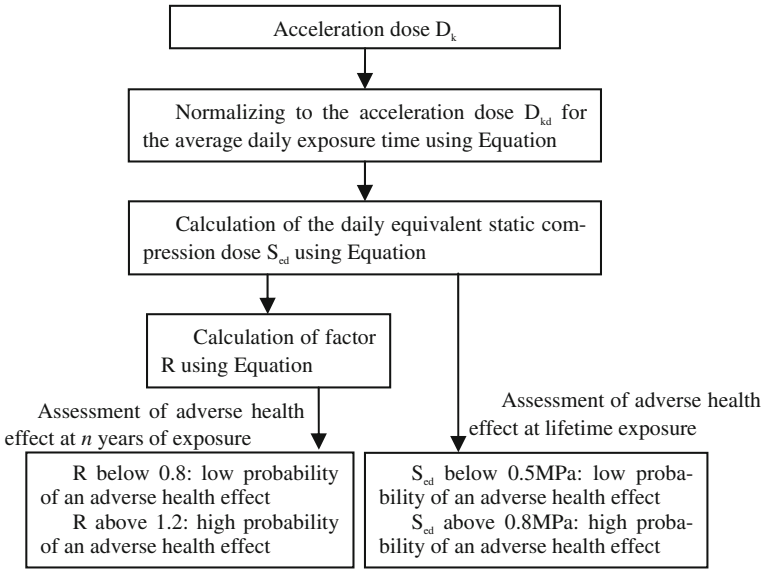 Acceleration dose Dk
Normalizing to the acceleration dose Dkd for
the average daily exposure time using Equation
Calculation of the daily equivalent static com-
pression dose Sed using Equation
Calculation of factor
R using Equation
Assessment of adverse health
effect at n years of exposure
Assessment of adverse health
effect at lifetime exposure
R below 0.8: low probability
of an adverse health effect
R above 1.2: high probability
of an adverse health effect
Sed below 0.5MPa: low proba-
bility of an adverse health effect
Sed above 0.8MPa: high proba-
bility of an adverse health effect